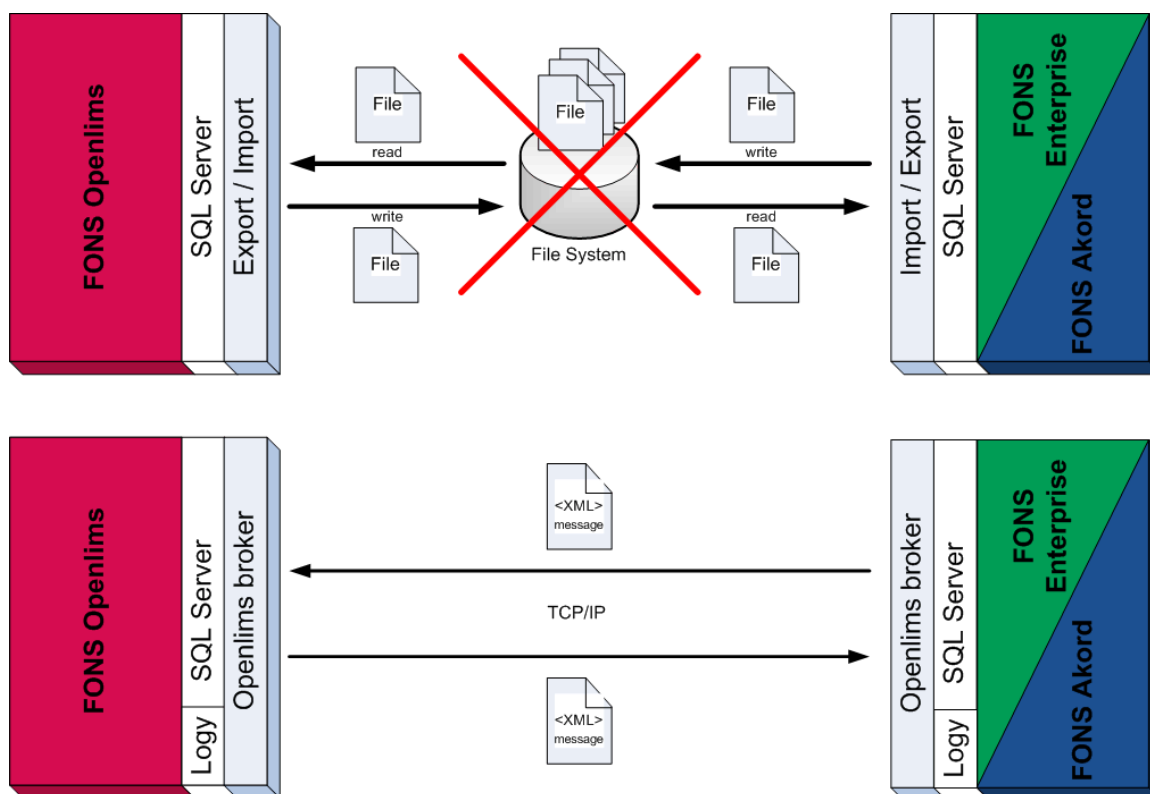 FONS Openlims
SQL Server
Export / Import
File
read
write
File
File
File System
File
write
read
File
Import / Export
SQL Server
FONS
Enterprise
FONS Akord
FONS Openlims
SQL Server
Logy
Openlims broker
<XML>
message
TCP/IP
<XML>
message
Openlims broker
SQL Server
Logy
FONS
Enterprise
FONS Akord